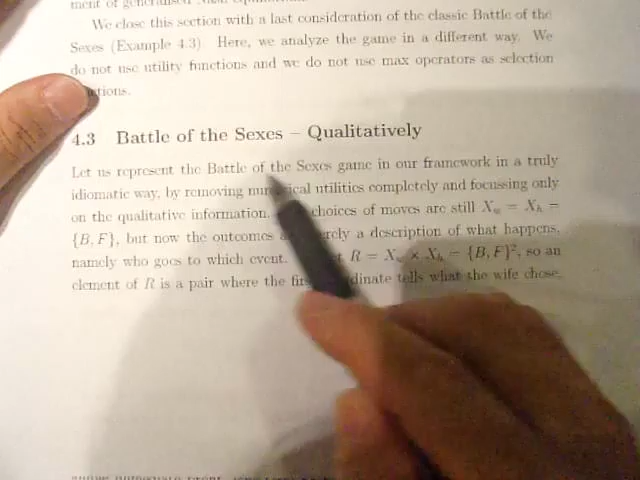 We close this section with a last consideration of the classic Battle of the
Sexes (Example 4.3) Here, we analyze the game in a different way. We
do not use utility functions and we do not use max operators as selection
4.3 Battle of the Sexes – Qualitatively
Let us represent the Battle of the Sexes game in our framework in a truly
idiomatic way, by removing utilities completely and focussing only
on the qualitative information. choices of moves are still X_w = X_h =
{B, F}, but now the outcomes a description of what happens,
namely who goes to which event. R = X_w × X_h = {B, F}², so an
element of R is a pair where the tells what the wife chose,